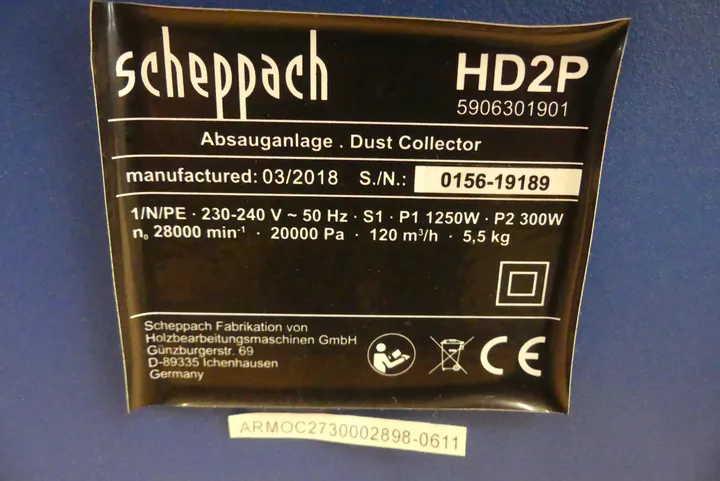 scheppach HD2P
5906301901
Absauganlage . Dust Collector
manufactured: 03/2018 S./N.: 0156-19189
1/N/PE · 230-240 V ~ 50 Hz · S1 · P1 1250W · P2 300W
n₀ 28000 min⁻¹ · 20000 Pa · 120 m³/h · 5,5 kg
Scheppach Fabrikation von
Holzbearbeitungsmaschinen GmbH
Günzburgerstr. 69
D-89335 Ichenhausen
Germany
CE
ARMOC2730002898-0611